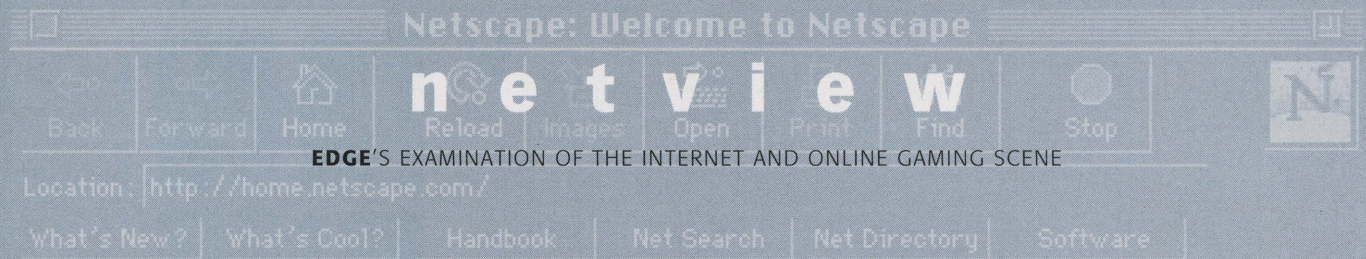 Netscape: Welcome to Netscape
netview
Back Forward Home Reload Images Open Print Find Stop N
EDGE'S EXAMINATION OF THE INTERNET AND ONLINE GAMING SCENE
Location: http://home.netscape.com/
What's New? What's Cool? Handbook Net Search Net Directory Software